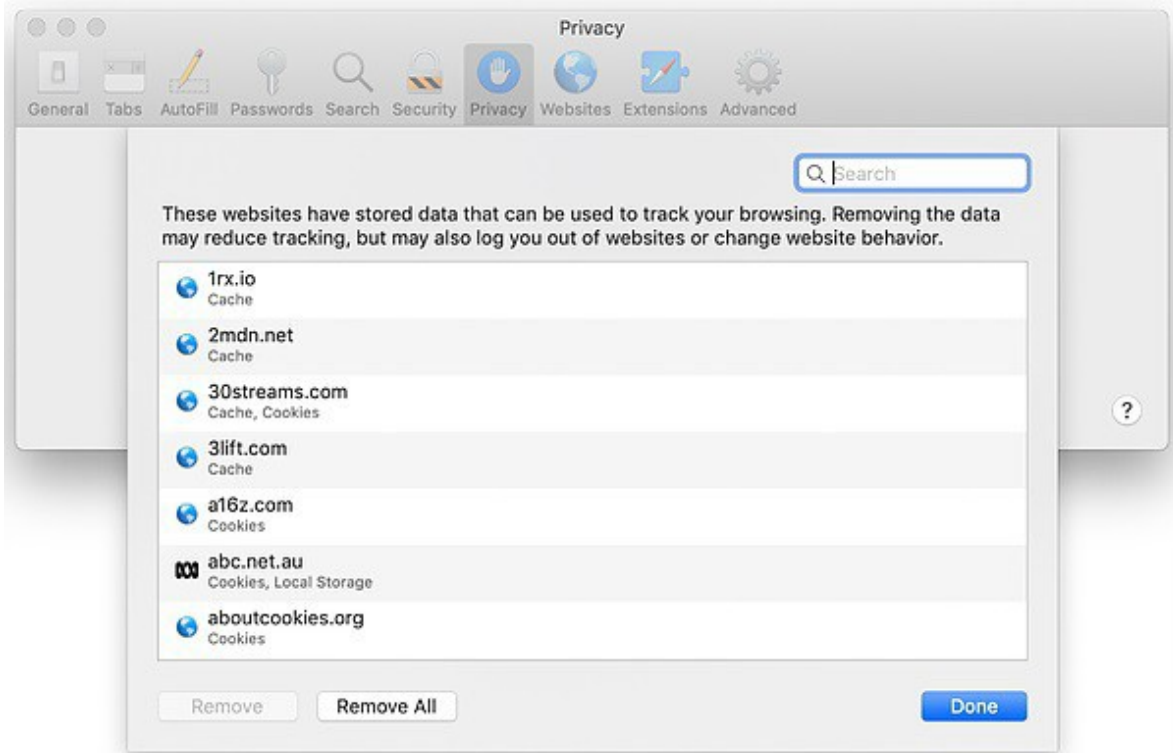 Privacy
General Tabs AutoFill Passwords Search Security Privacy Websites Extensions Advanced
Search
These websites have stored data that can be used to track your browsing. Removing the data
may reduce tracking, but may also log you out of websites or change website behavior.
1rx.io
Cache
2mdn.net
Cache
30streams.com
Cache, Cookies
3lift.com
Cache
a16z.com
Cookies
abc.net.au
Cookies, Local Storage
aboutcookies.org
Cookies
?
Remove Remove All Done